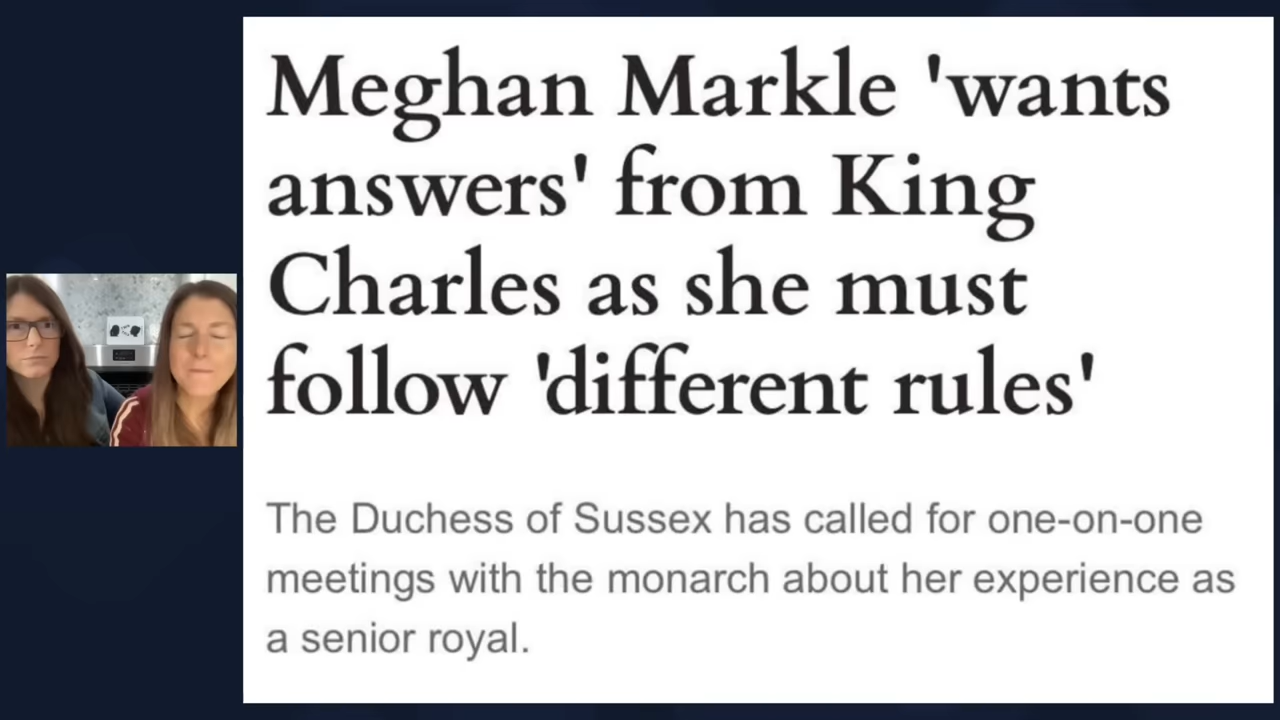 Meghan Markle 'wants
answers' from King
Charles as she must
follow 'different rules'
The Duchess of Sussex has called for one-on-one
meetings with the monarch about her experience as
a senior royal.